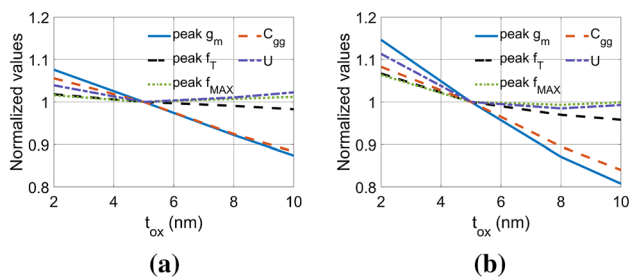 1.2
1.1
1
0.9
0.8
Normalized values
peak g_m
C_gg
peak f_T
U
peak f_MAX
2 4 6 8 10
t_ox (nm)
(a)
1.2
1.1
1
0.9
0.8
Normalized values
peak g_m
C_gg
peak f_T
U
peak f_MAX
2 4 6 8 10
t_ox (nm)
(b)